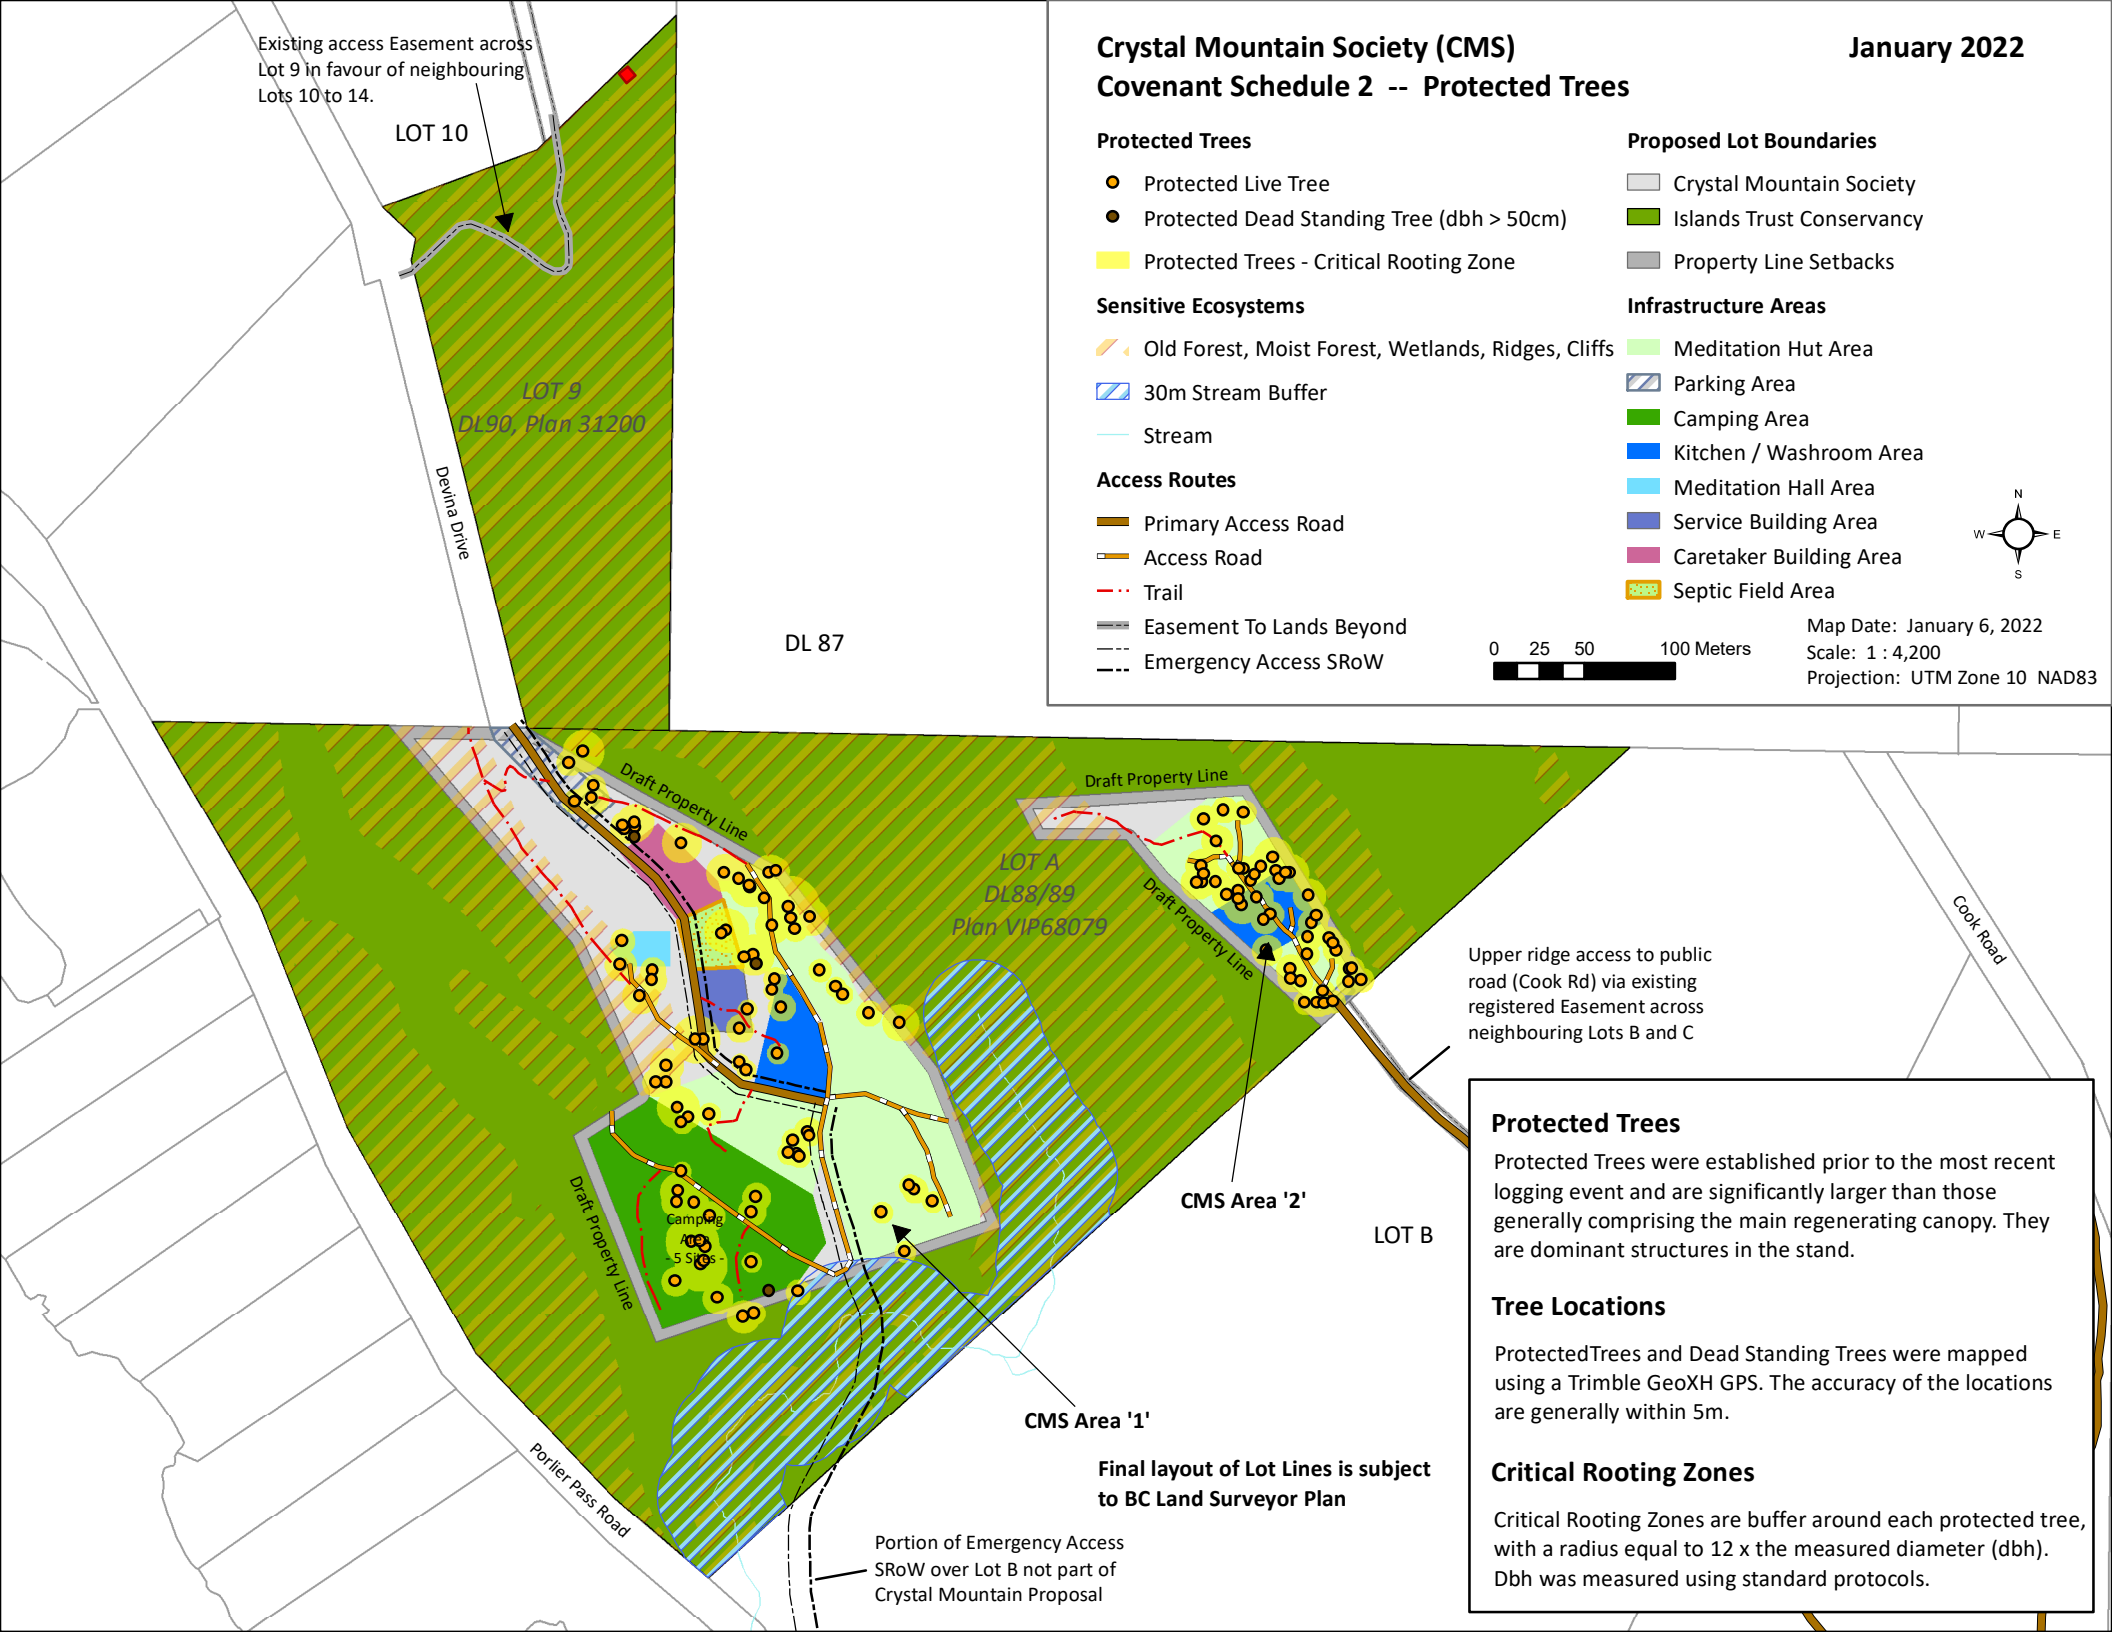 Existing access Easement across
Lot 9 in favour of neighbouring
Lots 10 to 14.
LOT 10
LOT 9
DL90, Plan 31200
Devina Drive
DL 87
Crystal Mountain Society (CMS)
January 2022
Covenant Schedule 2 -- Protected Trees
Protected Trees
Protected Live Tree
Protected Dead Standing Tree (dbh > 50cm)
Protected Trees - Critical Rooting Zone
Sensitive Ecosystems
Old Forest, Moist Forest, Wetlands, Ridges, Cliffs
30m Stream Buffer
Stream
Access Routes
Primary Access Road
Access Road
Trail
Easement To Lands Beyond
Emergency Access SRoW
Proposed Lot Boundaries
Crystal Mountain Society
Islands Trust Conservancy
Property Line Setbacks
Infrastructure Areas
Meditation Hut Area
Parking Area
Camping Area
Kitchen / Washroom Area
Meditation Hall Area
Service Building Area
Caretaker Building Area
Septic Field Area
N
W E
S
0 25 50 100 Meters
Map Date: January 6, 2022
Scale: 1 : 4,200
Projection: UTM Zone 10 NAD83
Draft Property Line
Draft Property Line
LOT A
DL88/89
Plan VIP68079
Draft Property Line
Cook Road
Upper ridge access to public
road (Cook Rd) via existing
registered Easement across
neighbouring Lots B and C
Draft Property Line
Camping
Area
- 5 Sites -
CMS Area '2'
LOT B
CMS Area '1'
Final layout of Lot Lines is subject
to BC Land Surveyor Plan
Porlier Pass Road
Portion of Emergency Access
SRoW over Lot B not part of
Crystal Mountain Proposal
Protected Trees
Protected Trees were established prior to the most recent
logging event and are significantly larger than those
generally comprising the main regenerating canopy. They
are dominant structures in the stand.
Tree Locations
ProtectedTrees and Dead Standing Trees were mapped
using a Trimble GeoXH GPS. The accuracy of the locations
are generally within 5m.
Critical Rooting Zones
Critical Rooting Zones are buffer around each protected tree,
with a radius equal to 12 x the measured diameter (dbh).
Dbh was measured using standard protocols.